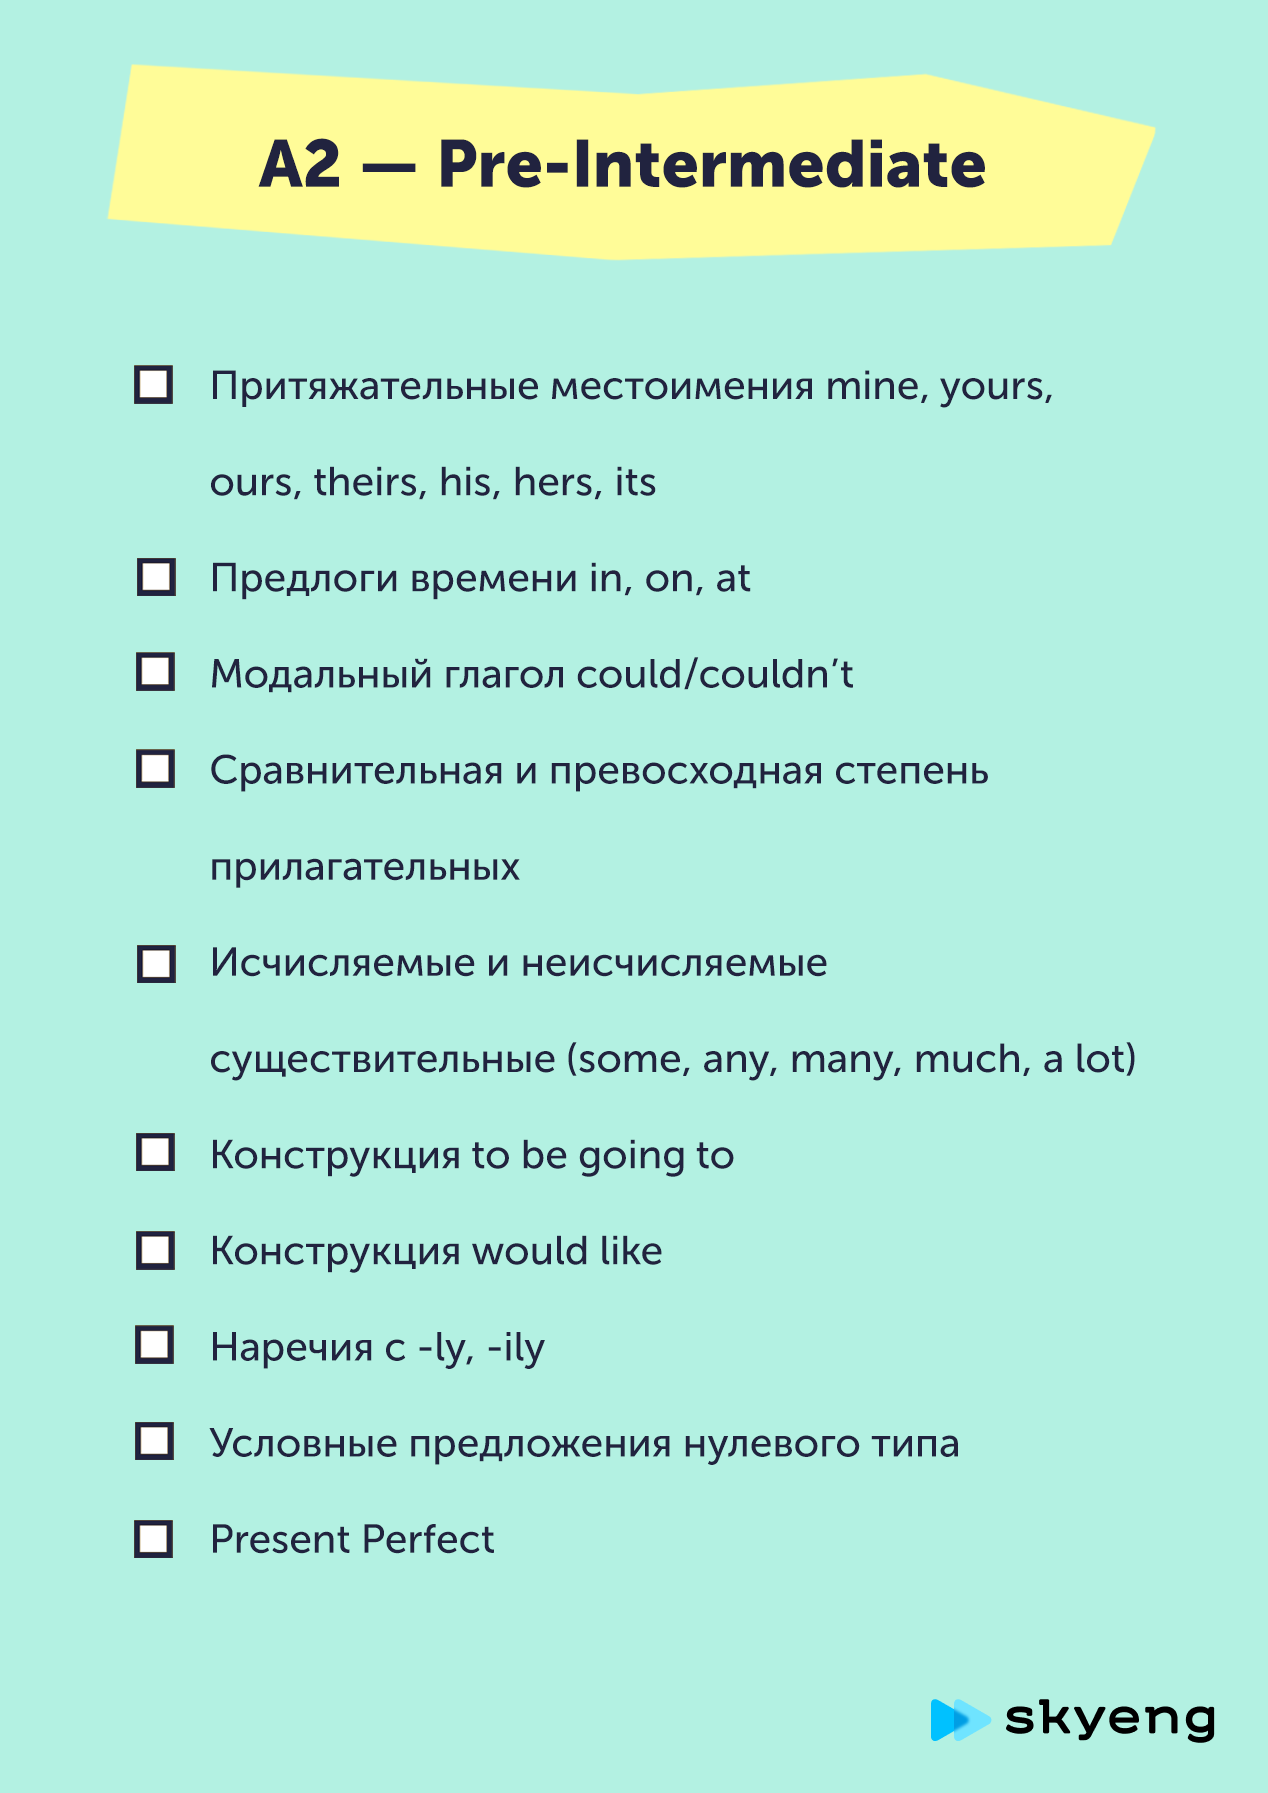 A2 — Pre-Intermediate
Притяжательные местоимения mine, yours,
ours, theirs, his, hers, its
Предлоги времени in, on, at
Модальный глагол could/couldn’t
Сравнительная и превосходная степень
прилагательных
Исчисляемые и неисчисляемые
существительные (some, any, many, much, a lot)
Конструкция to be going to
Конструкция would like
Наречия с -ly, -ily
Условные предложения нулевого типа
Present Perfect
skyeng